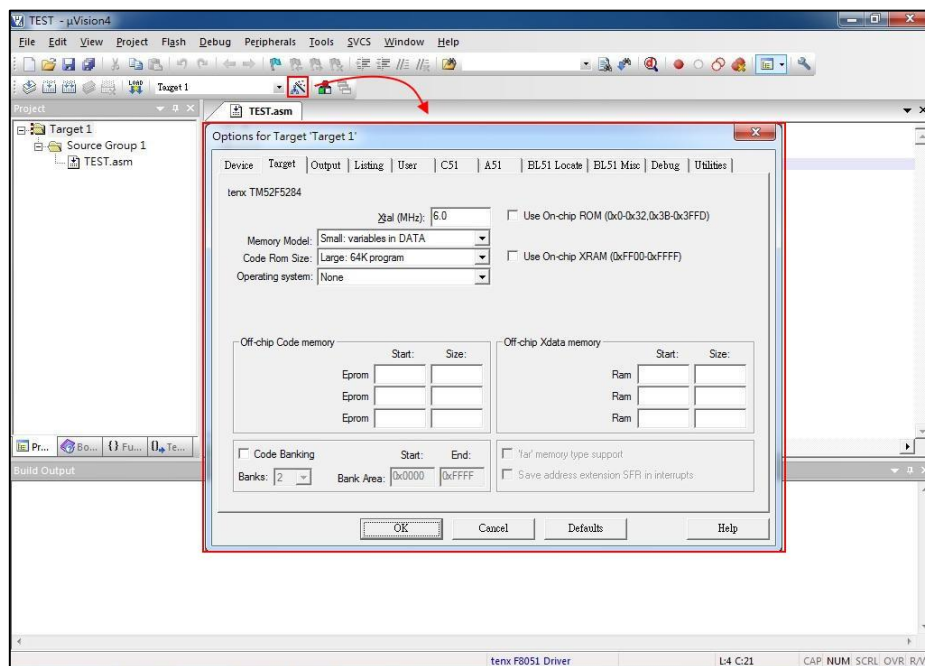 TEST - µVision4
File Edit View Project Flash Debug Peripherals Tools SVCS Window Help
LOAD Target 1
Project
TEST.asm
Target 1
Source Group 1
TEST.asm
Options for Target 'Target 1'
Device Target Output Listing User C51 A51 BL51 Locate BL51 Misc Debug Utilities
tenx TM52F5284
Xtal (MHz): 6.0
Use On-chip ROM (0x0-0x32,0x3B-0x3FFD)
Memory Model: Small: variables in DATA
Code Rom Size: Large: 64K program
Use On-chip XRAM (0xFF00-0xFFFF)
Operating system: None
Off-chip Code memory
Start: Size:
Eprom
Eprom
Eprom
Off-chip Xdata memory
Start: Size:
Ram
Ram
Ram
Code Banking Start: End:
Banks: 2 Bank Area: 0x0000 0xFFFF
'far' memory type support
Save address extension SFR in interrupts
OK Cancel Defaults Help
Pr... Bo... {} Fu... Te...
Build Output
tenx F8051 Driver L:4 C:21 CAP NUM SCRL OVR R/W